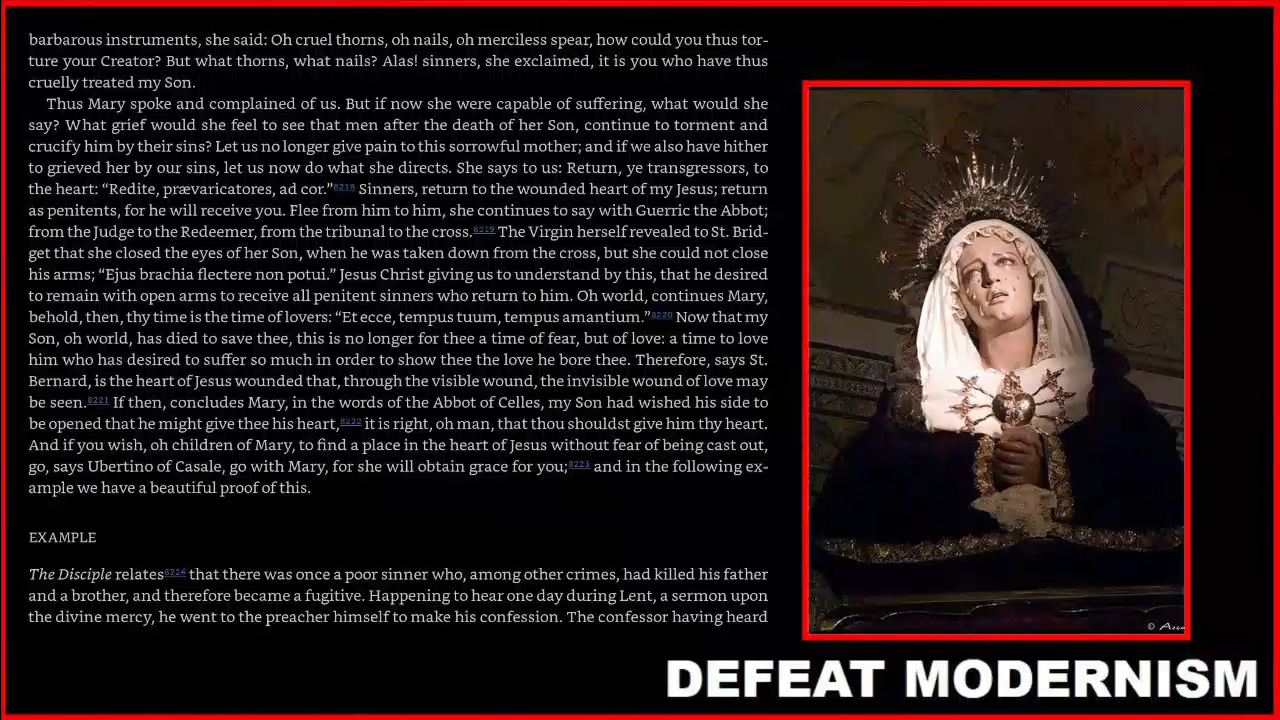 barbarous instruments, she said: Oh cruel thorns, oh nails, oh merciless spear, how could you thus tor-
ture your Creator? But what thorns, what nails? Alas! sinners, she exclaimed, it is you who have thus
cruelly treated my Son.
Thus Mary spoke and complained of us. But if now she were capable of suffering, what would she
say? What grief would she feel to see that men after the death of her Son, continue to torment and
crucify him by their sins? Let us no longer give pain to this sorrowful mother; and if we also have hither
to grieved her by our sins, let us now do what she directs. She says to us: Return, ye transgressors, to
the heart: “Redite, prævaricatores, ad cor.”8218 Sinners, return to the wounded heart of my Jesus; return
as penitents, for he will receive you. Flee from him to him, she continues to say with Guerric the Abbot;
from the Judge to the Redeemer, from the tribunal to the cross.8219 The Virgin herself revealed to St. Brid-
get that she closed the eyes of her Son, when he was taken down from the cross, but she could not close
his arms; “Ejus brachia flectere non potui.” Jesus Christ giving us to understand by this, that he desired
to remain with open arms to receive all penitent sinners who return to him. Oh world, continues Mary,
behold, then, thy time is the time of lovers: “Et ecce, tempus tuum, tempus amantium.”8220 Now that my
Son, oh world, has died to save thee, this is no longer for thee a time of fear, but of love: a time to love
him who has desired to suffer so much in order to show thee the love he bore thee. Therefore, says St.
Bernard, is the heart of Jesus wounded that, through the visible wound, the invisible wound of love may
be seen.8221 If then, concludes Mary, in the words of the Abbot of Celles, my Son had wished his side to
be opened that he might give thee his heart,8222 it is right, oh man, that thou shouldst give him thy heart.
And if you wish, oh children of Mary, to find a place in the heart of Jesus without fear of being cast out,
go, says Ubertino of Casale, go with Mary, for she will obtain grace for you;8223 and in the following ex-
ample we have a beautiful proof of this.
EXAMPLE
The Disciple relates8224 that there was once a poor sinner who, among other crimes, had killed his father
and a brother, and therefore became a fugitive. Happening to hear one day during Lent, a sermon upon
the divine mercy, he went to the preacher himself to make his confession. The confessor having heard
DEFEAT MODERNISM